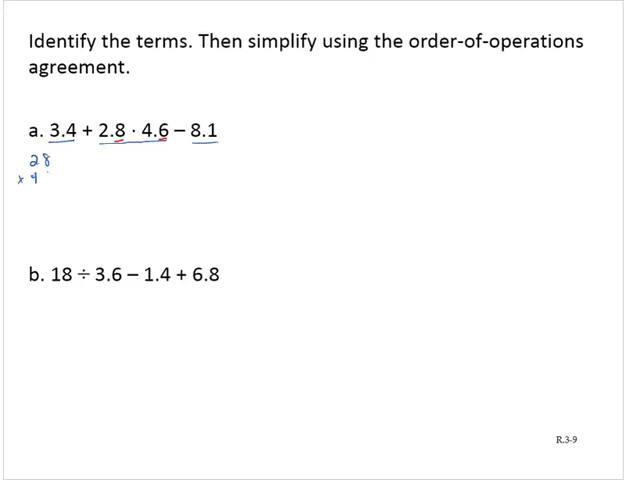 Identify the terms. Then simplify using the order-of-operations
agreement.
a. 3.4 + 2.8 · 4.6 – 8.1
28
x 4
b. 18 ÷ 3.6 – 1.4 + 6.8
R.3-9